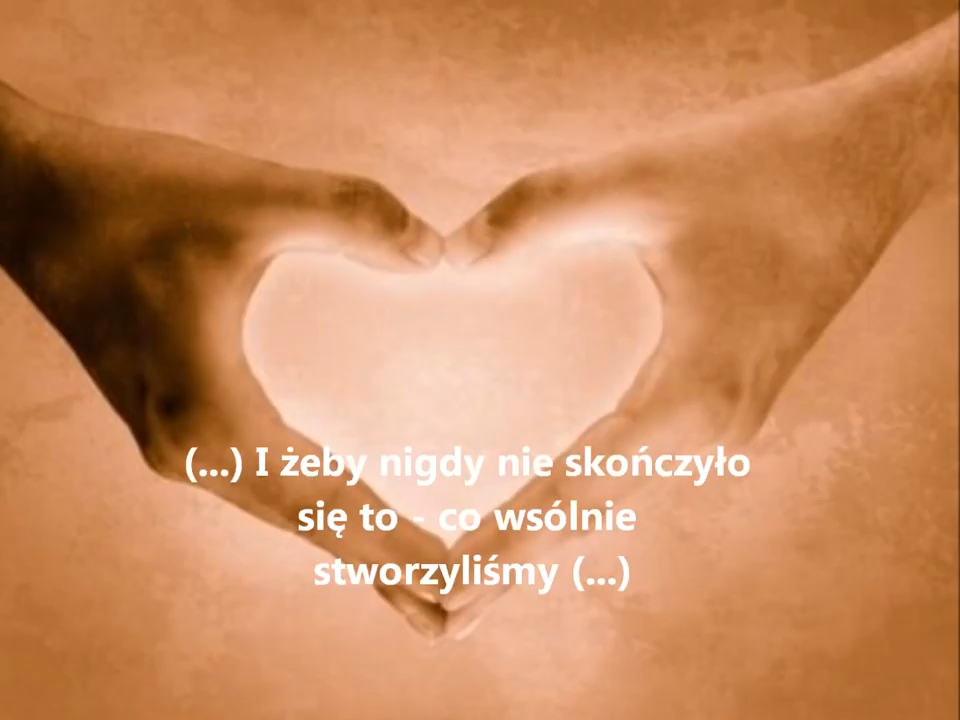 (...) I żeby nigdy nie skończyło
się to - co wsólnie
stworzyliśmy (...)